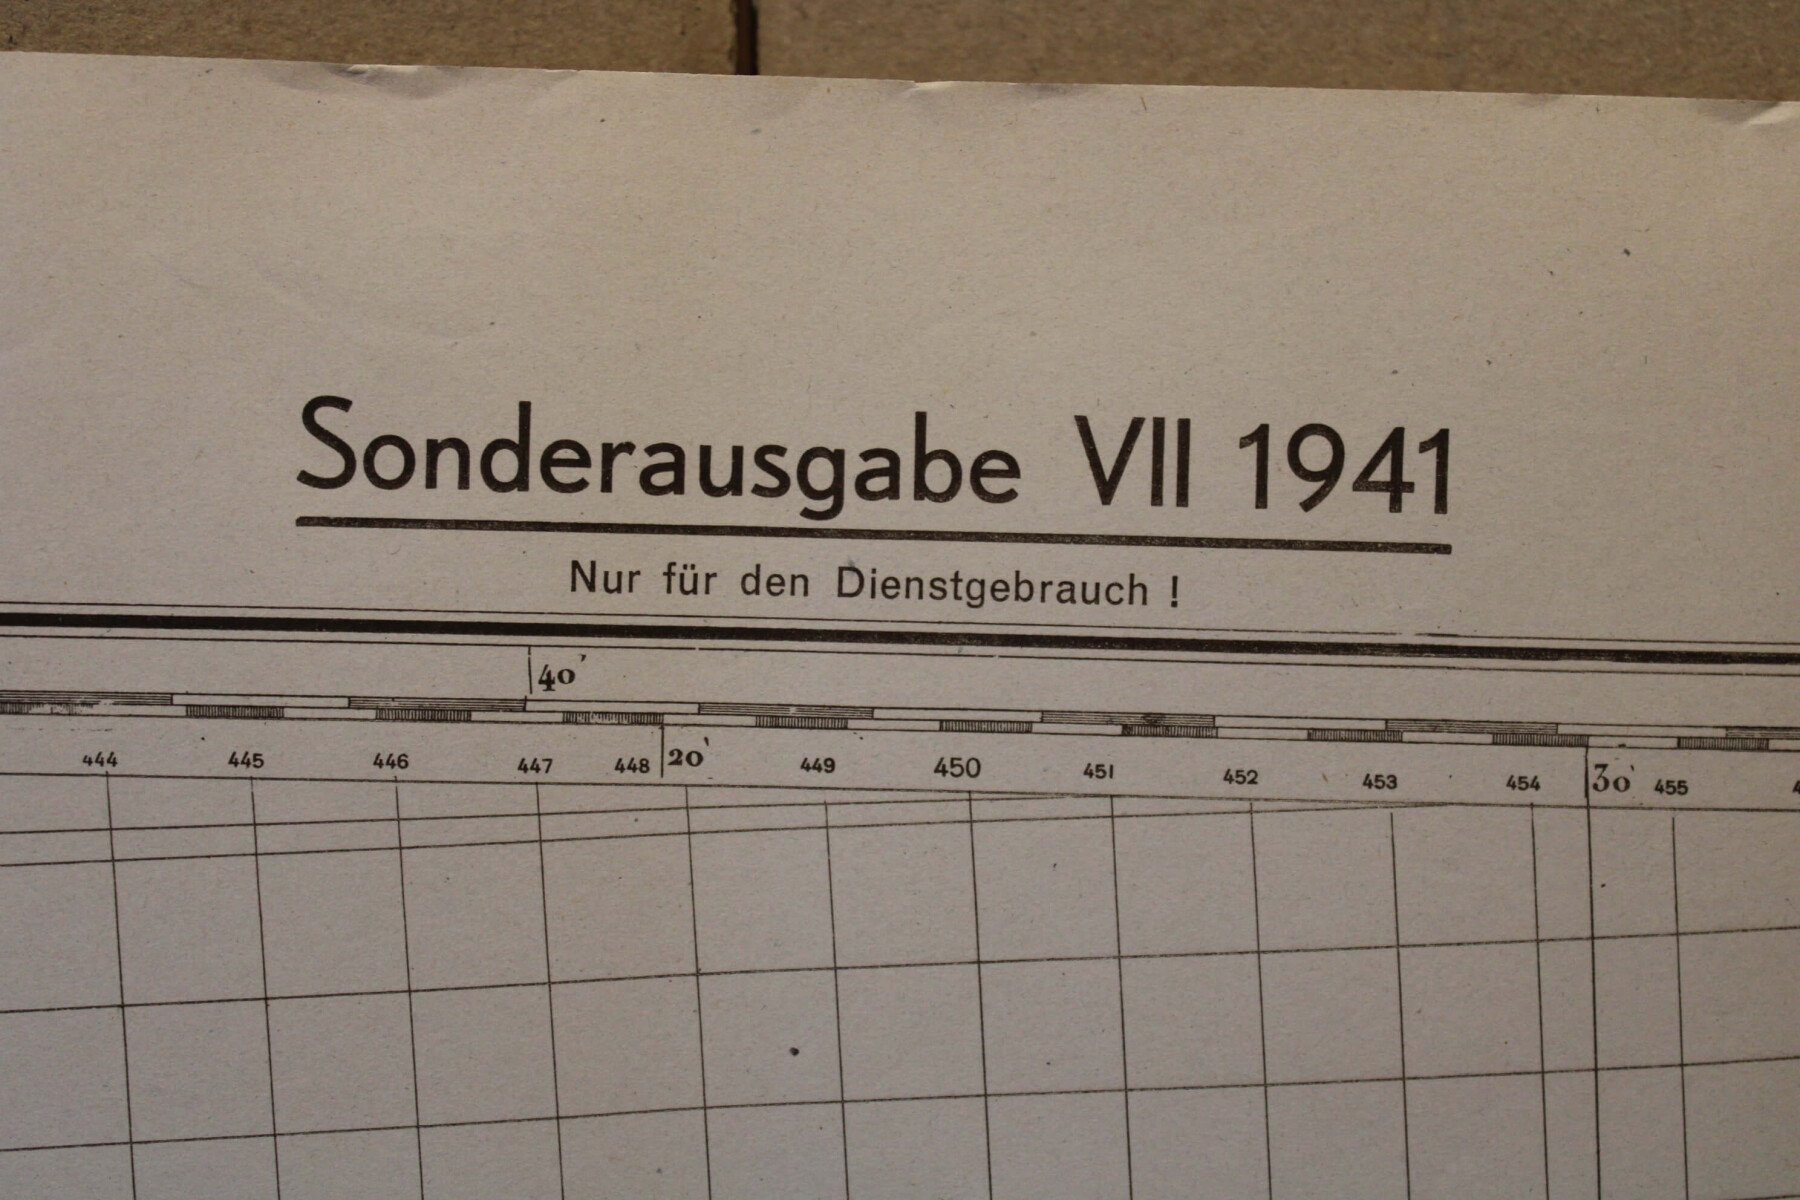 Sonderausgabe VII 1941
Nur für den Dienstgebrauch !
40'
444 445 446 447 448 20' 449 450 451 452 453 454 30' 455